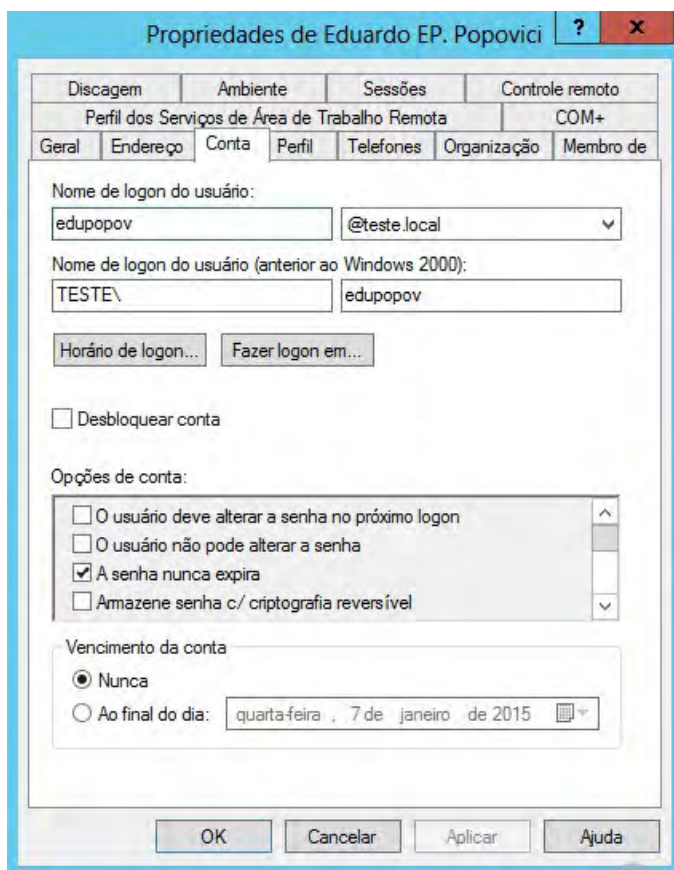 Propriedades de Eduardo EP. Popovici ? x
Discagem Ambiente Sessões Controle remoto
Perfil dos Serviços de Área de Trabalho Remota COM+
Geral Endereço Conta Perfil Telefones Organização Membro de
Nome de logon do usuário:
edupopov @teste.local
Nome de logon do usuário (anterior ao Windows 2000):
TESTE\ edupopov
Horário de logon... Fazer logon em...
Desbloquear conta
Opções de conta:
O usuário deve alterar a senha no próximo logon
O usuário não pode alterar a senha
A senha nunca expira
Armazene senha c/ criptografia reversível
Vencimento da conta
Nunca
Ao final do dia: quarta-feira , 7 de janeiro de 2015
OK Cancelar Aplicar Ajuda